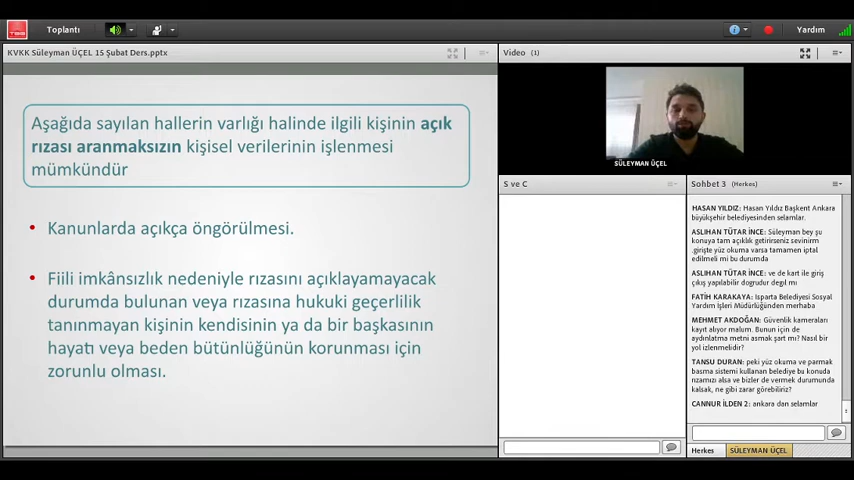 Toplantı
Yardım
KVKK Süleyman ÜÇEL 15 Şubat Ders.pptx
Aşağıda sayılan hallerin varlığı halinde ilgili kişinin açık
rızası aranmaksızın kişisel verilerinin işlenmesi
mümkündür
• Kanunlarda açıkça öngörülmesi.
• Fiili imkânsızlık nedeniyle rızasını açıklayamayacak
durumda bulunan veya rızasına hukuki geçerlilik
tanınmayan kişinin kendisinin ya da bir başkasının
hayatı veya beden bütünlüğünün korunması için
zorunlu olması.
Video (1)
SÜLEYMAN ÜÇEL
S ve C
Sohbet 3 (Herkes)
HASAN YILDIZ: Hasan Yıldız Başkent Ankara
büyükşehir belediyesinden selamlar.
ASLIHAN TÜTAR İNCE: Süleyman bey şu
konuya tam açıklık getirirseniz sevinirm
.girişte yüz okuma varsa tamamen iptal
edilmeli mi bu durumda
ASLIHAN TÜTAR İNCE: ve de kart ile giriş
çıkış yapılabilir dogrudur degıl mı
FATİH KARAKAYA: Isparta Belediyesi Sosyal
Yardım İşleri Müdürlüğünden merhaba
MEHMET AKDOĞAN: Güvenlik kameraları
kayıt alıyor malum. Bunun için de
aydınlatma metni asmak şart mı? Nasıl bir
yol izlenmelidir?
TANSU DURAN: peki yüz okuma ve parmak
basma sistemi kullanan belediye bu konuda
rızamızı alsa ve bizler de vermek durumunda
kalsak, ne gibi zarar görebiliriz?
CANNUR İLDEN 2: ankara dan selamlar
Herkes
SÜLEYMAN ÜÇEL